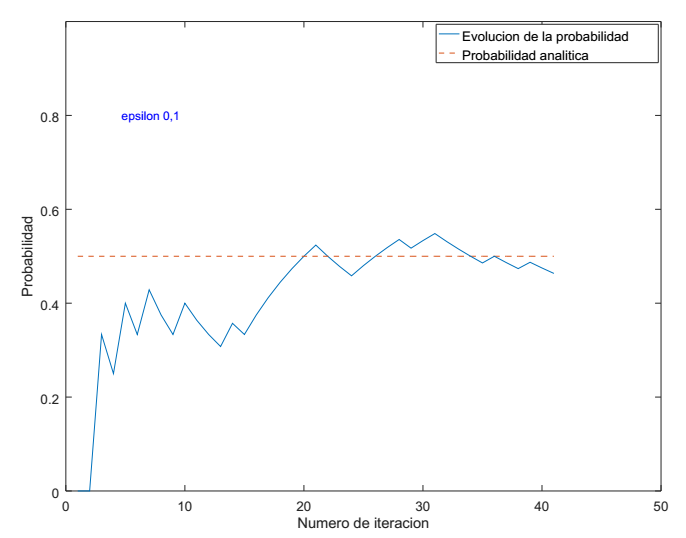 Evolucion de la probabilidad
Probabilidad analitica
epsilon 0,1
Probabilidad
0.8
0.6
0.4
0.2
0
0 10 20 30 40 50
Numero de iteracion